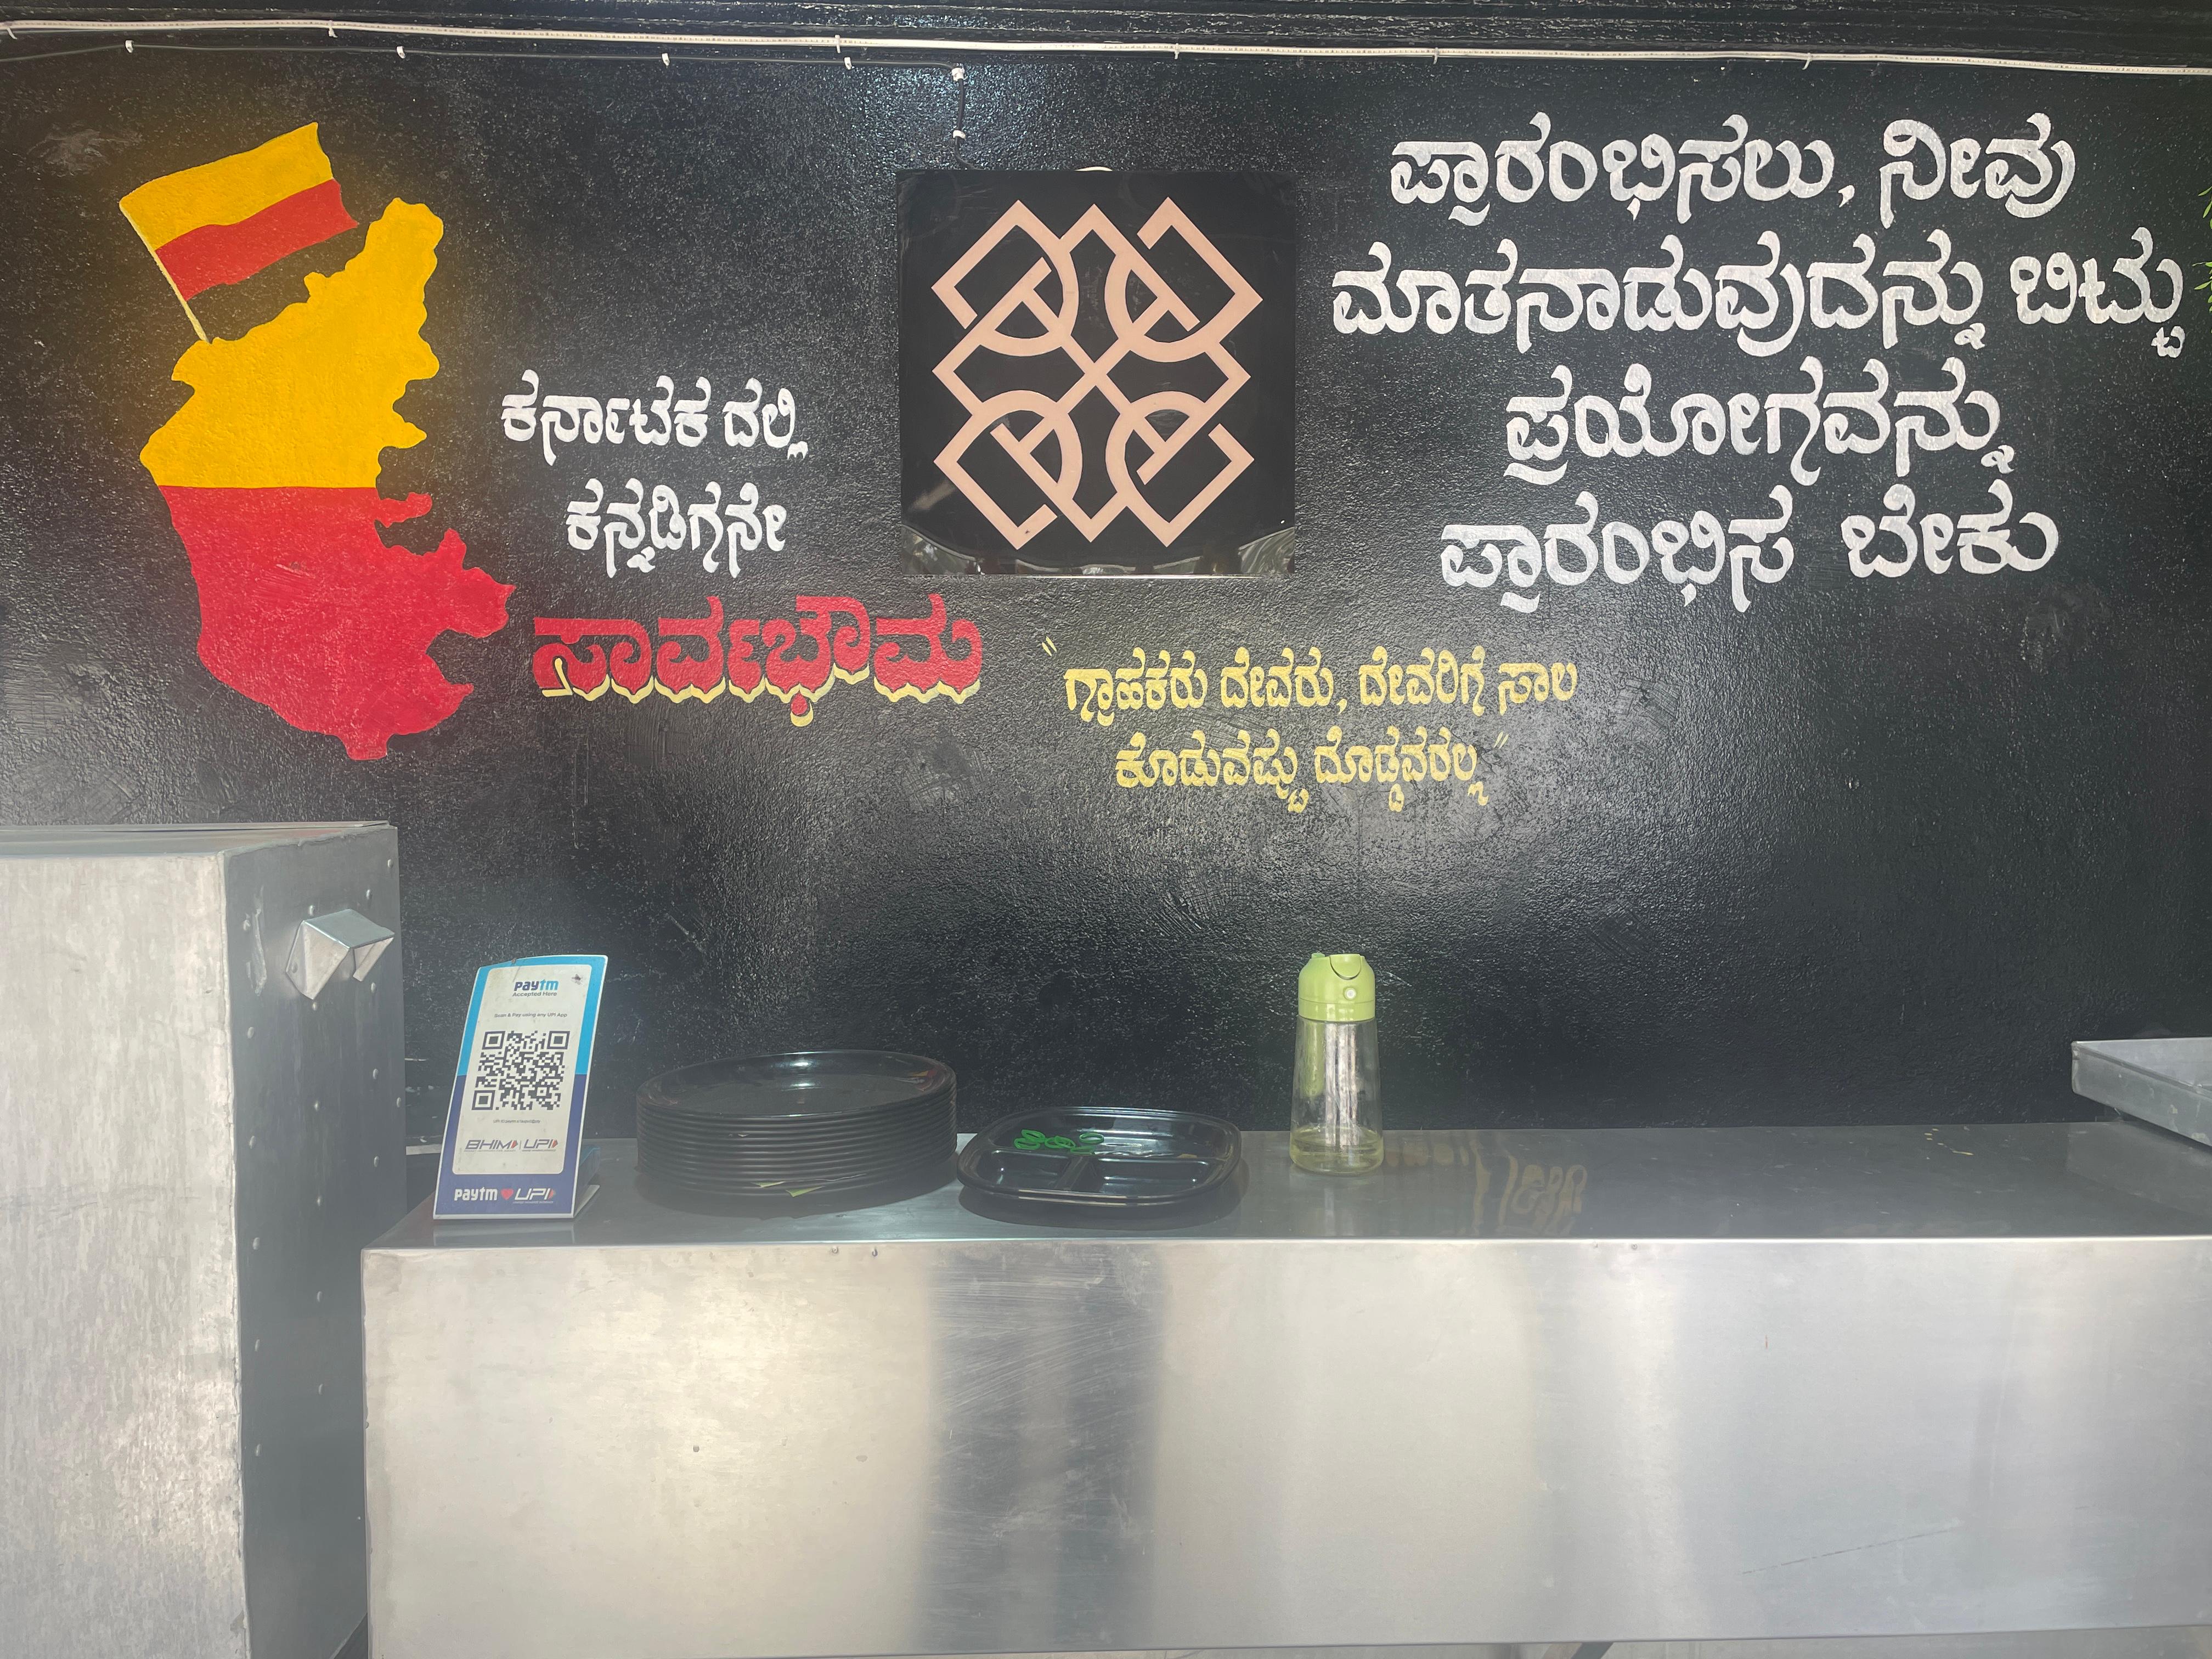 ಕರ್ನಾಟಕ ದಲ್ಲಿ
ಕನ್ನಡಿಗನೇ
ಸಾರ್ವಭೌಮ
ಪ್ರಾರಂಭಿಸಲು, ನೀವು
ಮಾತನಾಡುವುದನ್ನು ಬಿಟ್ಟು
ಪ್ರಯೋಗವನ್ನು
ಪ್ರಾರಂಭಿಸ ಬೇಕು
"ಗ್ರಾಹಕರು ದೇವರು, ದೇವರಿಗೆ ಸಾಲ
ಕೊಡುವಷ್ಟು ದೊಡ್ಡವರಲ್ಲ"
paytm
Accepted Here
Scan & Pay using any UPI App
BHIM UPI
paytm UPI